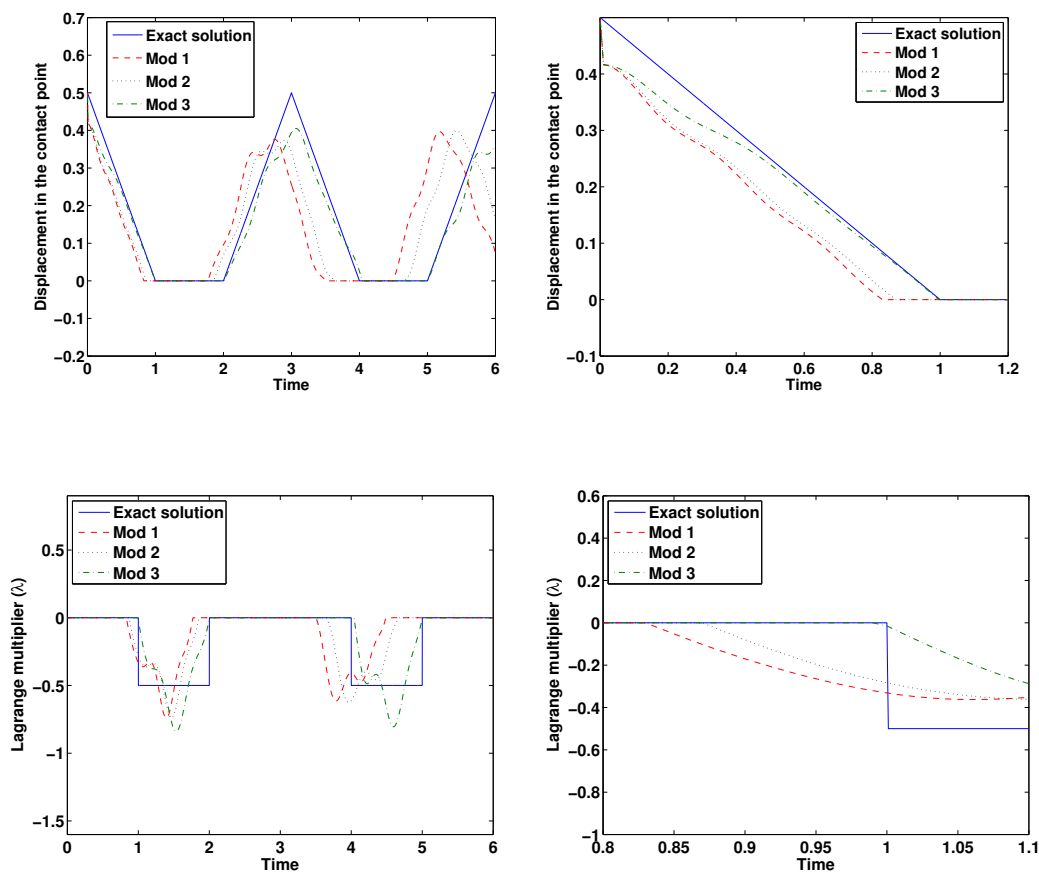 0.7
0.6
0.5
0.4
0.3
0.2
0.1
0
−0.1
−0.2
Displacement in the contact point
Exact solution
Mod 1
Mod 2
Mod 3
0 1 2 3 4 5 6
Time
0.4
0.3
0.2
0.1
0
−0.1
Displacement in the contact point
Exact solution
Mod 1
Mod 2
Mod 3
0 0.2 0.4 0.6 0.8 1 1.2
Time
0.5
0
−0.5
−1
−1.5
Lagrange multiplier (λ)
Exact solution
Mod 1
Mod 2
Mod 3
0 1 2 3 4 5 6
Time
0.6
0.4
0.2
0
−0.2
−0.4
−0.6
−0.8
−1
Lagrange multiplier (λ)
Exact solution
Mod 1
Mod 2
Mod 3
0.8 0.85 0.9 0.95 1 1.05 1.1
Time